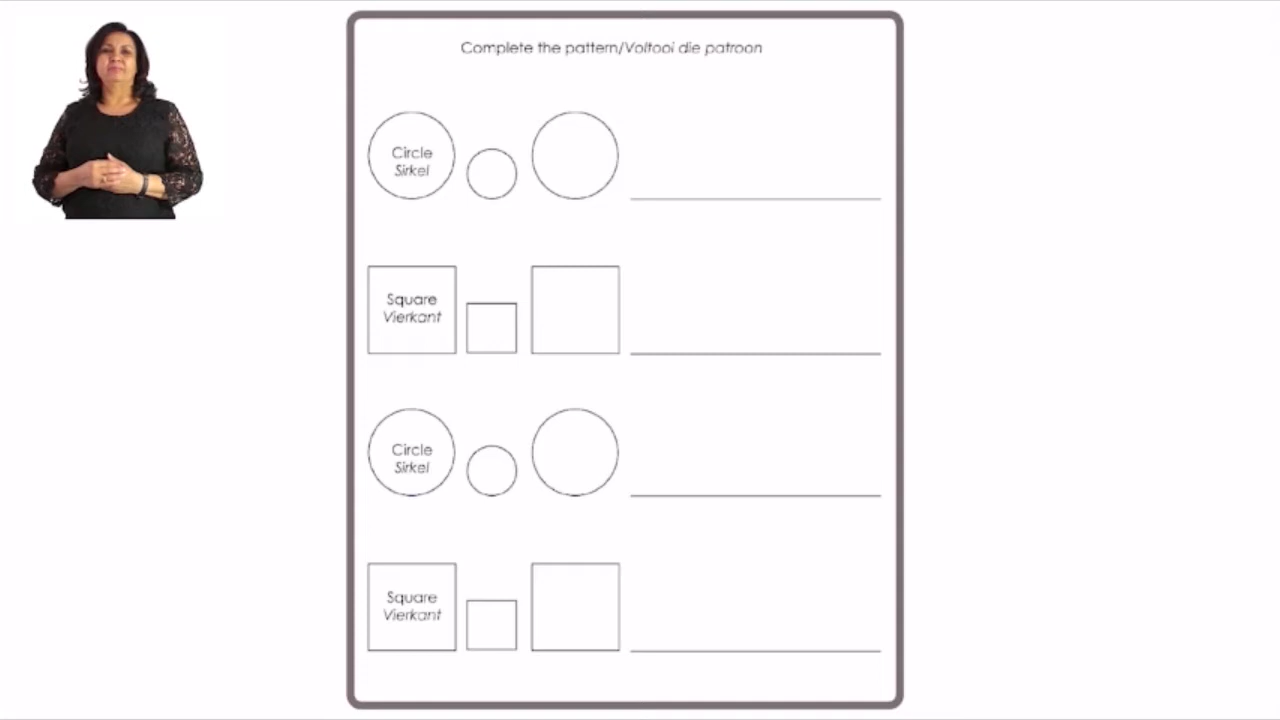 Complete the pattern/Voltooi die patroon
Circle
Sirkel
Square
Vierkant
Circle
Sirkel
Square
Vierkant